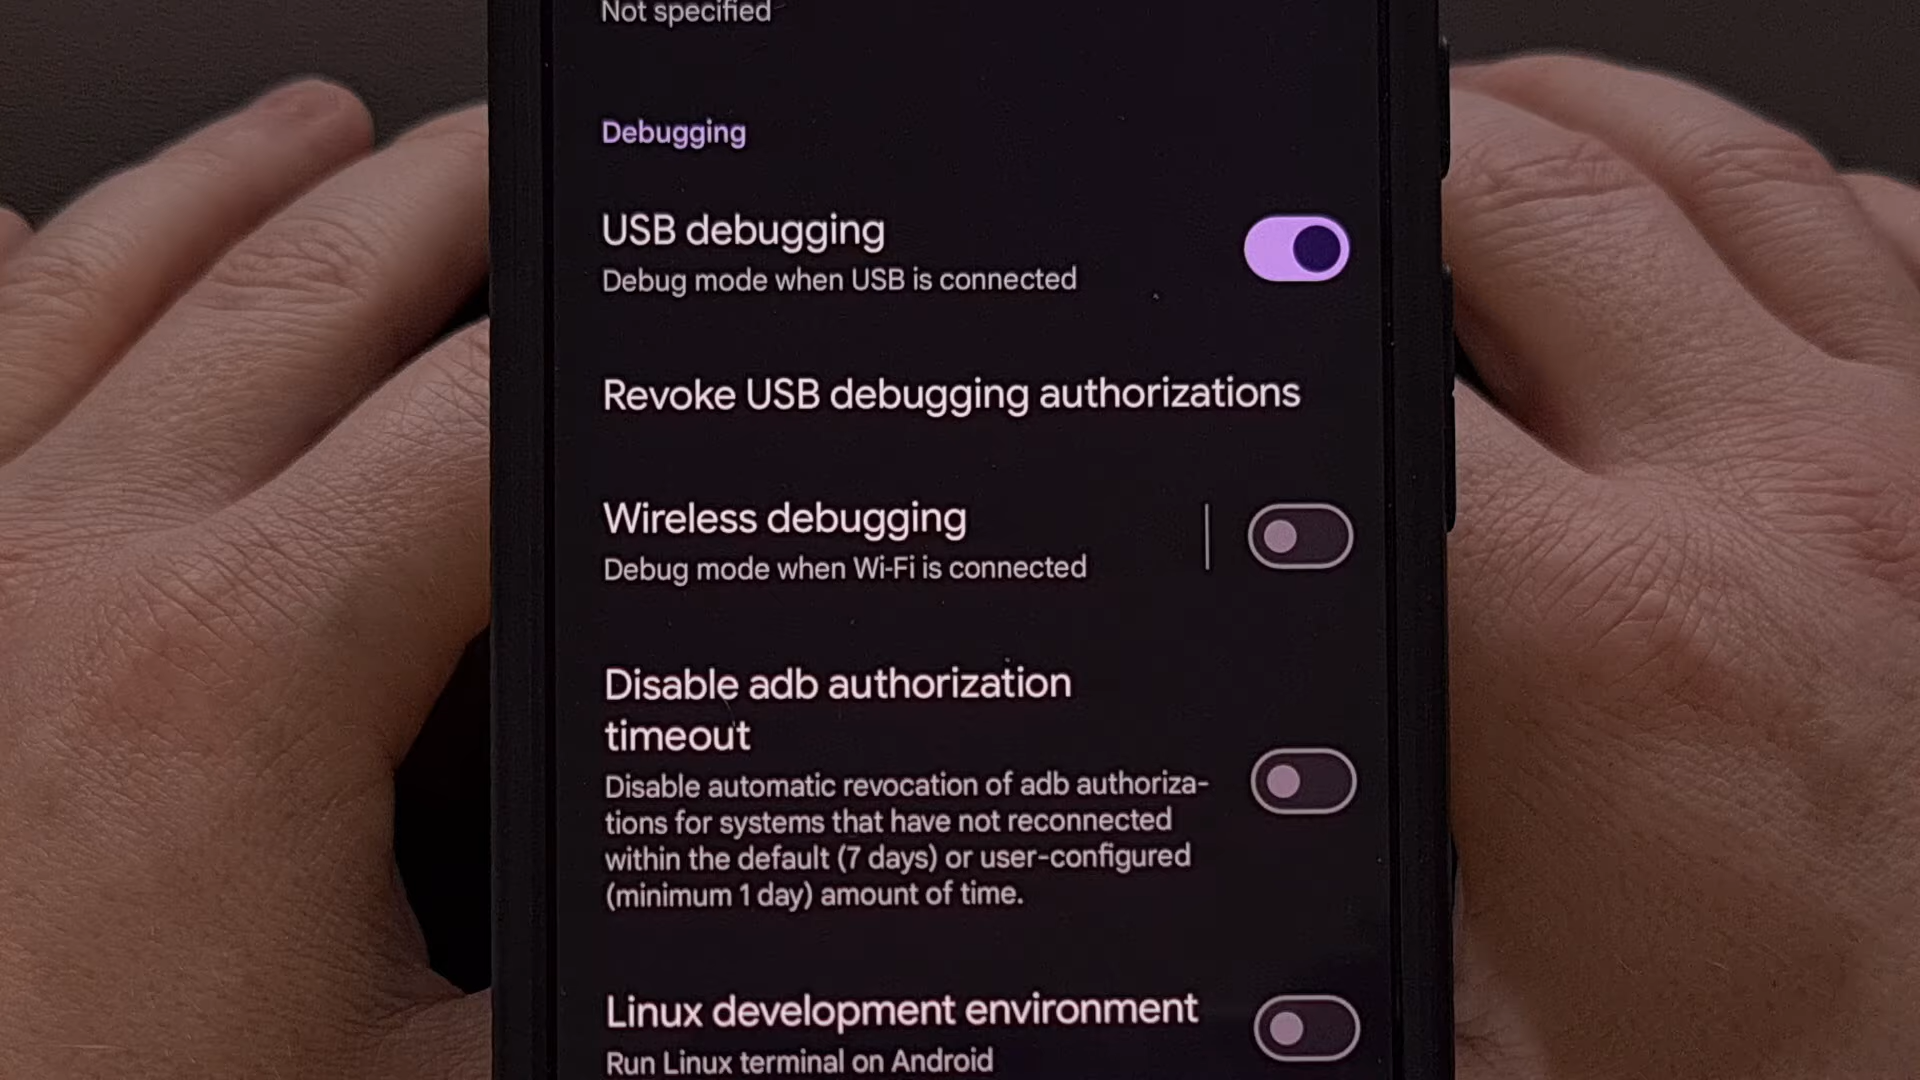 Not specified
Debugging
USB debugging
Debug mode when USB is connected
Revoke USB debugging authorizations
Wireless debugging
Debug mode when Wi-Fi is connected
Disable adb authorization
timeout
Disable automatic revocation of adb authoriza-
tions for systems that have not reconnected
within the default (7 days) or user-configured
(minimum 1 day) amount of time.
Linux development environment
Run Linux terminal on Android